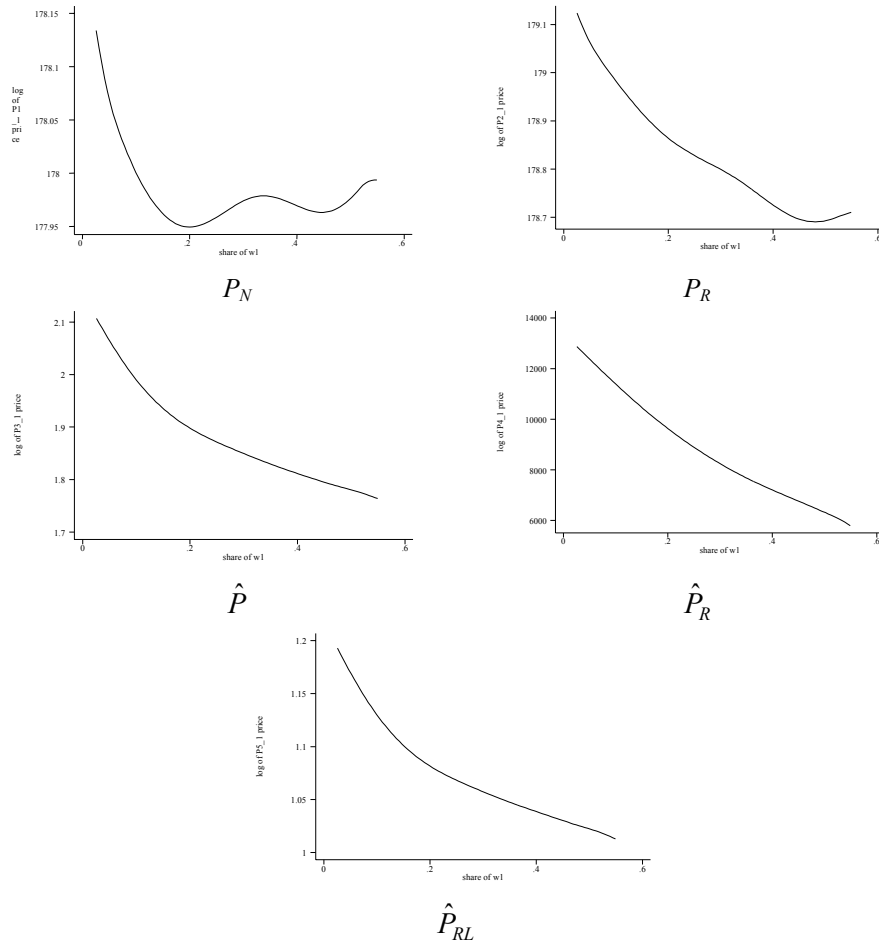 178.15
178.1
178.05
178
177.95
log
of
P1
_1
pri
ce
0
.2
.4
.6
share of w1
P_N
179.1
179
178.9
178.8
178.7
log of P2_1 price
0
.2
.4
.6
share of w1
P_R
2.1
2
1.9
1.8
1.7
log of P3_1 price
0
.2
.4
.6
share of w1
P̂
14000
12000
10000
8000
6000
log of P4_1 price
0
.2
.4
.6
share of w1
P̂_R
1.2
1.15
1.1
1.05
1
log of P5_1 price
0
.2
.4
.6
share of w1
P̂_RL